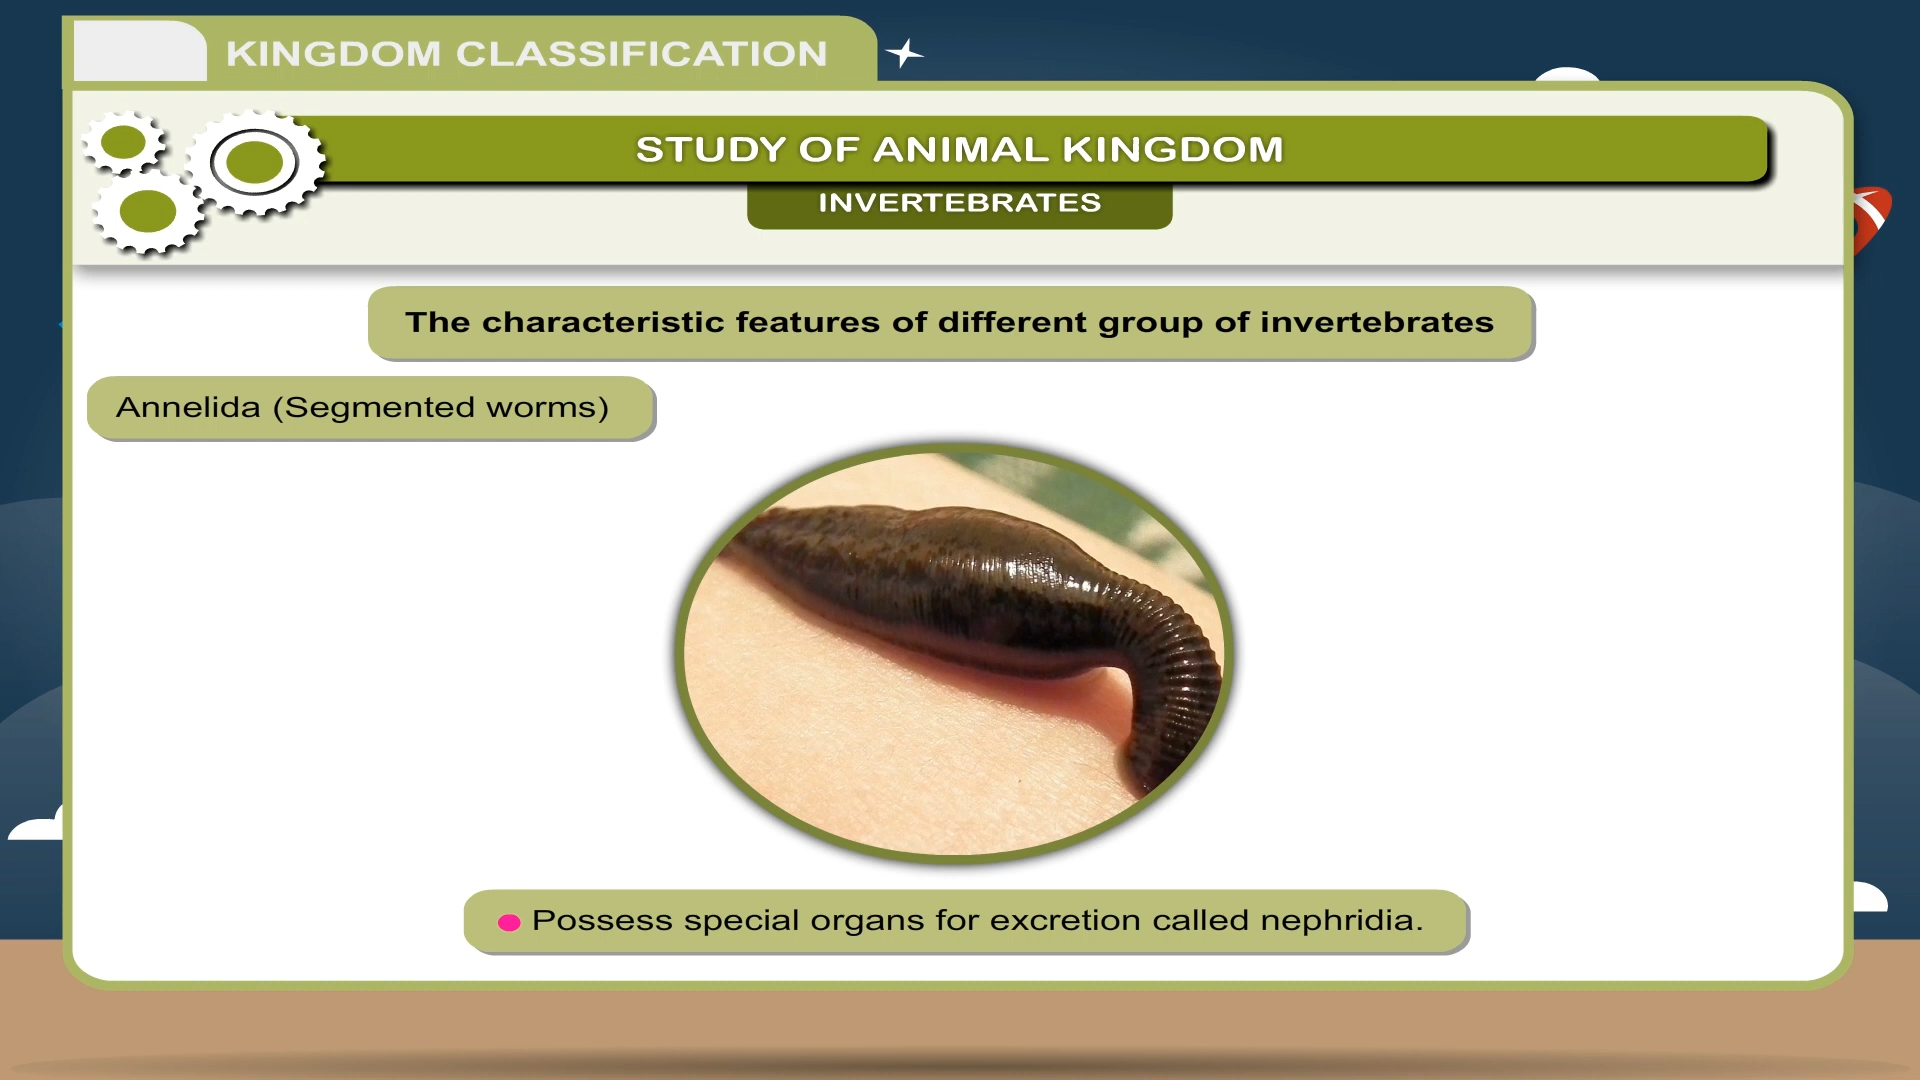 KINGDOM CLASSIFICATION
STUDY OF ANIMAL KINGDOM
INVERTEBRATES
The characteristic features of different group of invertebrates
Annelida (Segmented worms)
Possess special organs for excretion called nephridia.